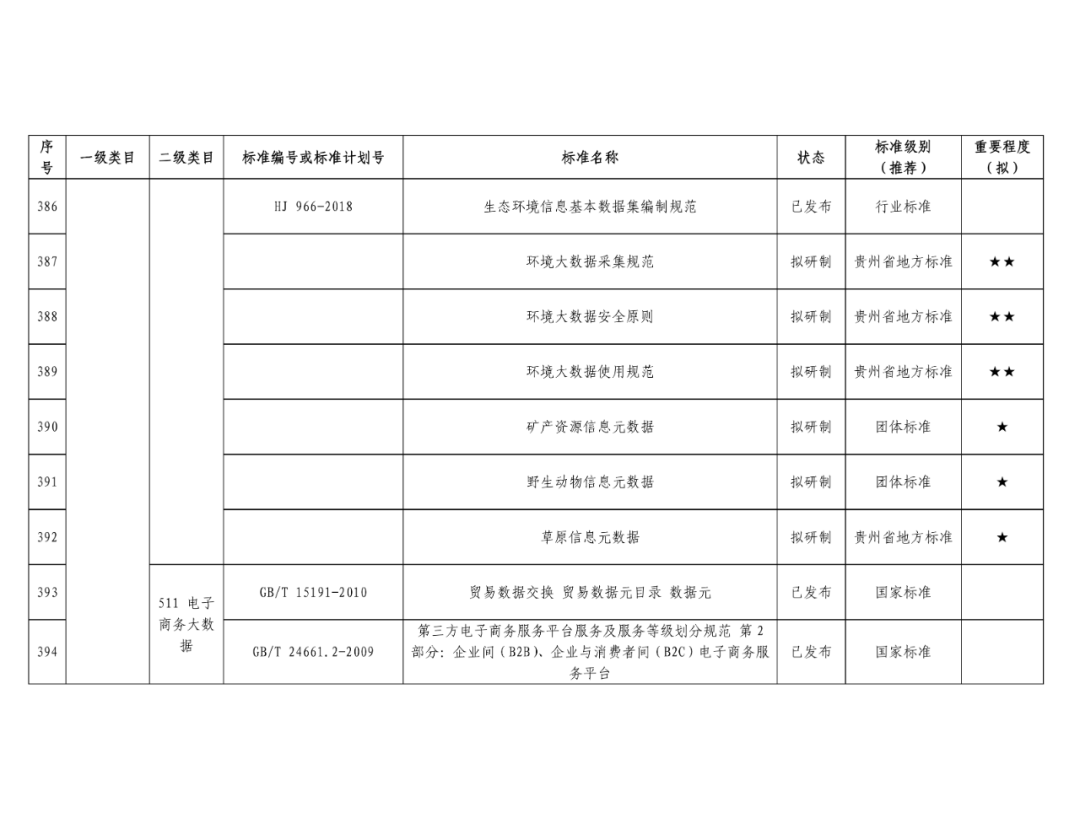 序号 一级类目 二级类目 标准编号或标准计划号 标准名称 状态 标准级别（推荐） 重要程度（拟）
386 HJ 966-2018 生态环境信息基本数据集编制规范 已发布 行业标准
387 环境大数据采集规范 拟研制 贵州省地方标准 ★★
388 环境大数据安全原则 拟研制 贵州省地方标准 ★★
389 环境大数据使用规范 拟研制 贵州省地方标准 ★★
390 矿产资源信息元数据 拟研制 团体标准 ★
391 野生动物信息元数据 拟研制 团体标准 ★
392 草原信息元数据 拟研制 贵州省地方标准 ★
511 电子
商务大数
据
393 GB/T 15191-2010 贸易数据交换 贸易数据元目录 数据元 已发布 国家标准
394 GB/T 24661.2-2009
第三方电子商务服务平台服务及服务等级划分规范 第 2
部分：企业间（B2B）、企业与消费者间（B2C）电子商务服
务平台
已发布 国家标准